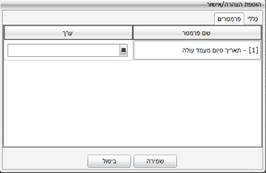 הוספת הצהרה/אישור
כללי פרמטרים
שם פרמטר ערך
[1] - תאריך סיום מעמד עולה
שמירה ביטול